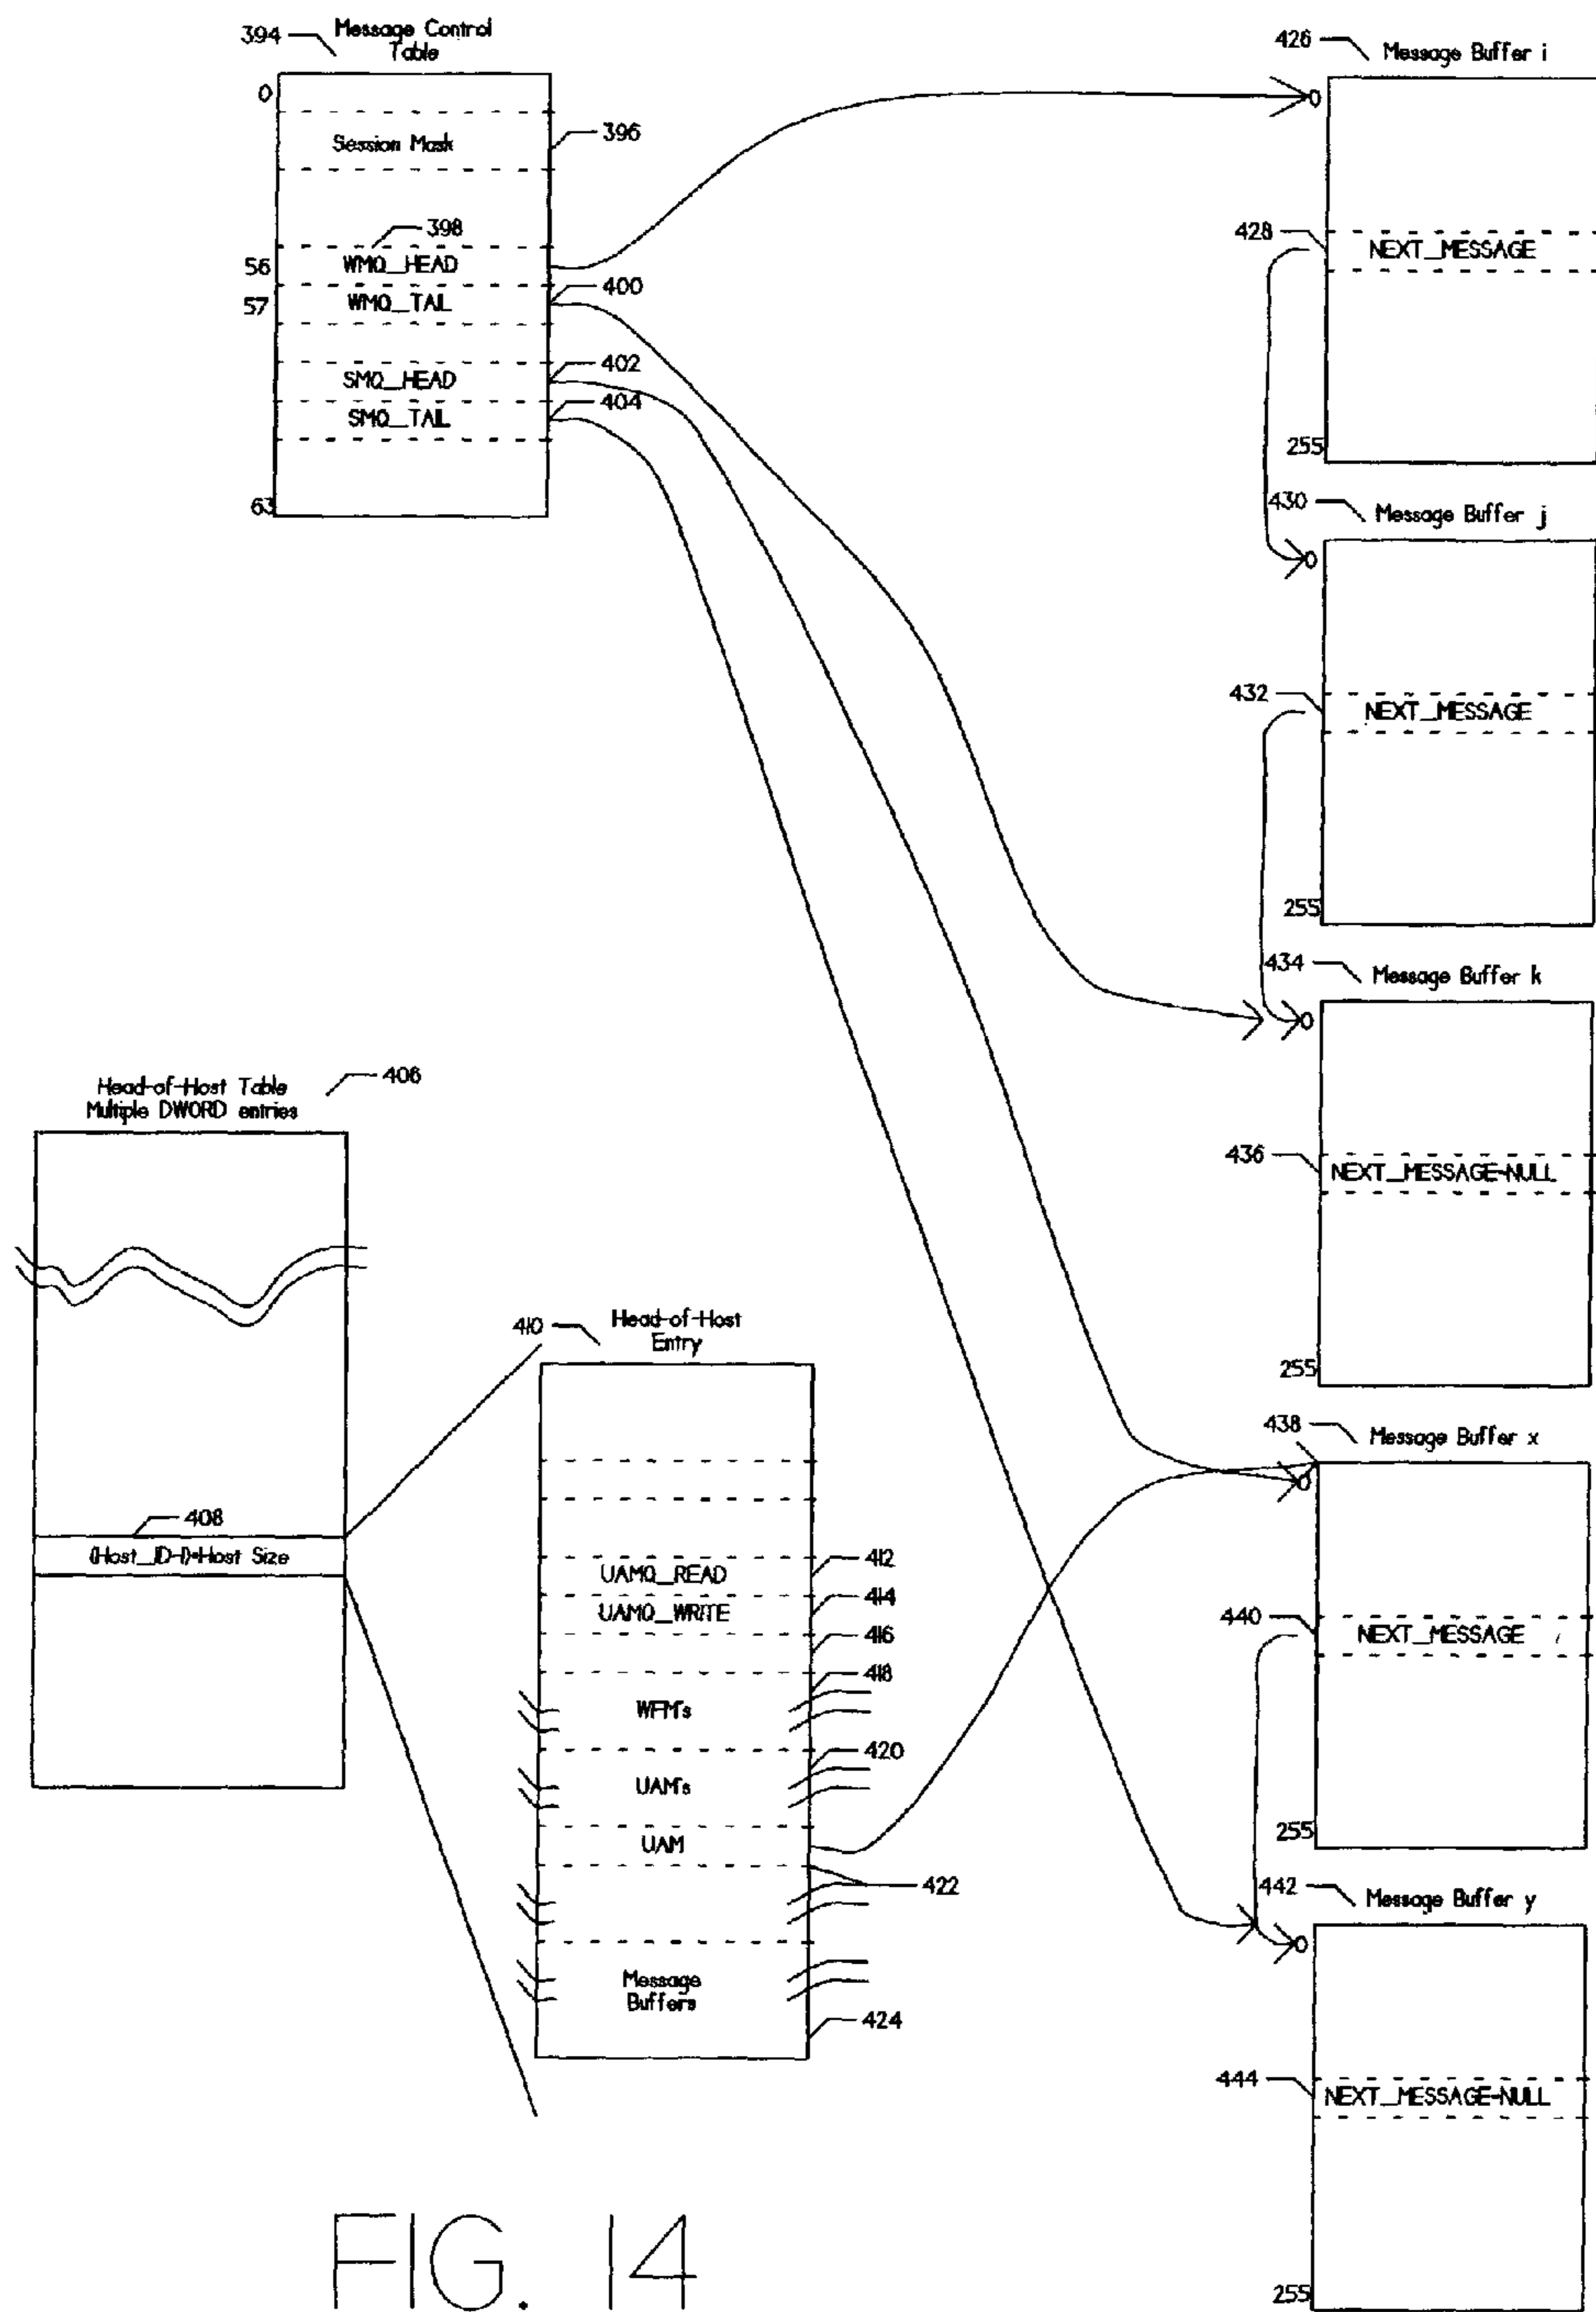 394
Message Control
Table
0
Session Mask
396
398
56
WMQ_HEAD
57
WMQ_TAIL
400
402
SMQ_HEAD
404
SMQ_TAIL
63
426
Message Buffer i
0
428
NEXT_MESSAGE
255
430
Message Buffer j
0
432
NEXT_MESSAGE
255
434
Message Buffer k
0
436
NEXT_MESSAGE=NULL
255
438
Message Buffer x
0
440
NEXT_MESSAGE
255
442
Message Buffer y
0
444
NEXT_MESSAGE=NULL
255
Head-of-Host Table
Multiple DWORD entries
406
408
(Host_ID-1)*Host Size
410
Head-of-Host
Entry
412
UAMQ_READ
414
UAMQ_WRITE
416
418
WFM's
420
UAM's
UAM
422
Message
Buffers
424
FIG. 14